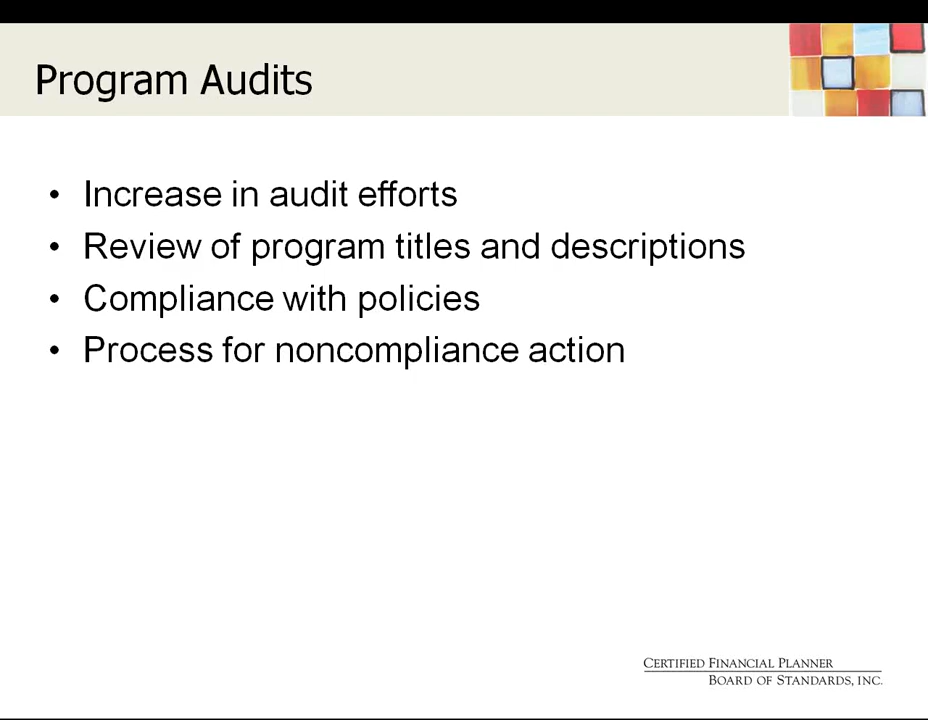 Program Audits
• Increase in audit efforts
• Review of program titles and descriptions
• Compliance with policies
• Process for noncompliance action
CERTIFIED FINANCIAL PLANNER
BOARD OF STANDARDS, INC.